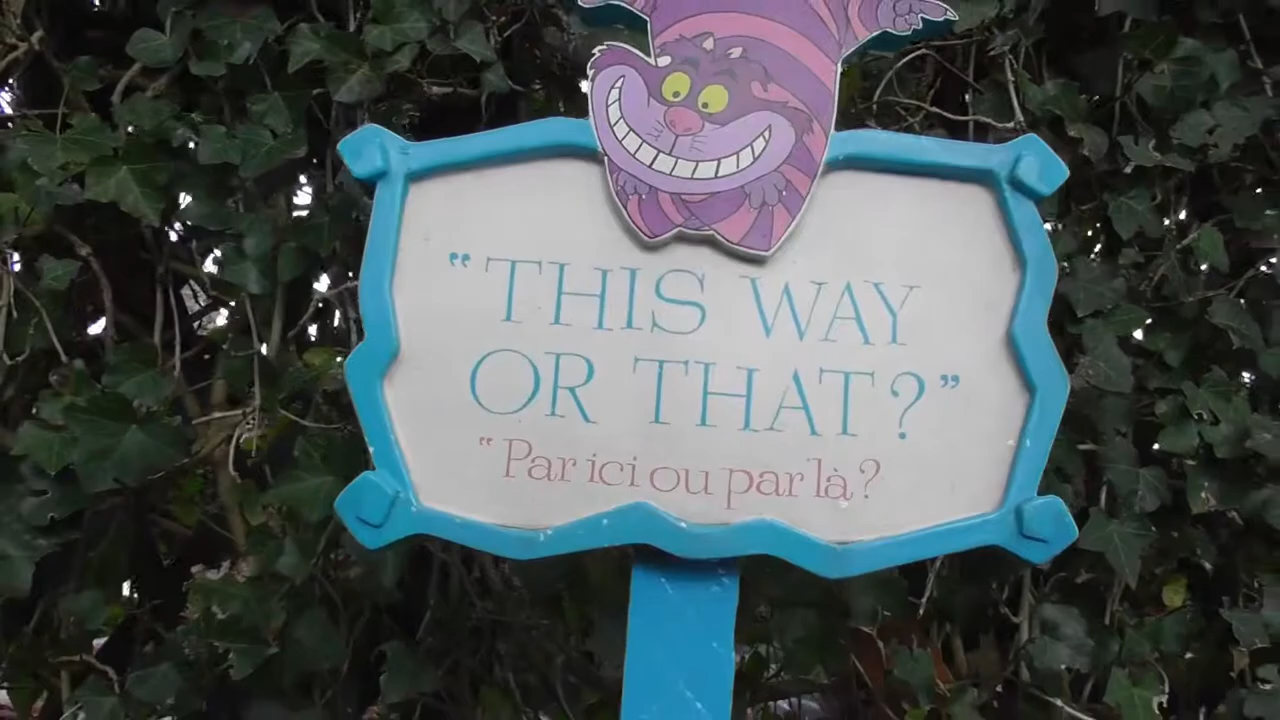 “THIS WAY
OR THAT?”
“Par ici ou par là?